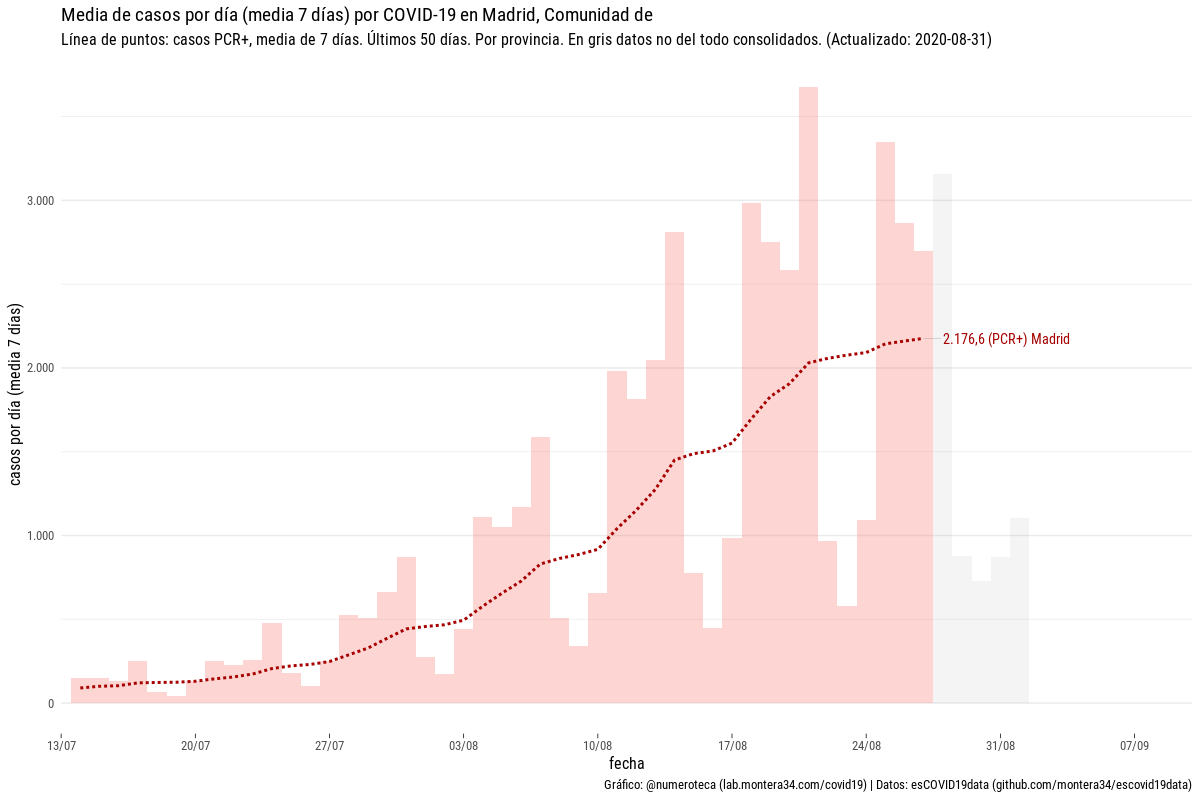 Media de casos por día (media 7 días) por COVID-19 en Madrid, Comunidad de
Línea de puntos: casos PCR+, media de 7 días. Últimos 50 días. Por provincia. En gris datos no del todo consolidados. (Actualizado: 2020-08-31)
casos por día (media 7 días)
3.000
2.000
1.000
0
2.176,6 (PCR+) Madrid
13/07
20/07
27/07
03/08
10/08
17/08
24/08
31/08
07/09
fecha
Gráfico: @numeroteca (lab.montera34.com/covid19) | Datos: esCOVID19data (github.com/montera34/escovid19data)